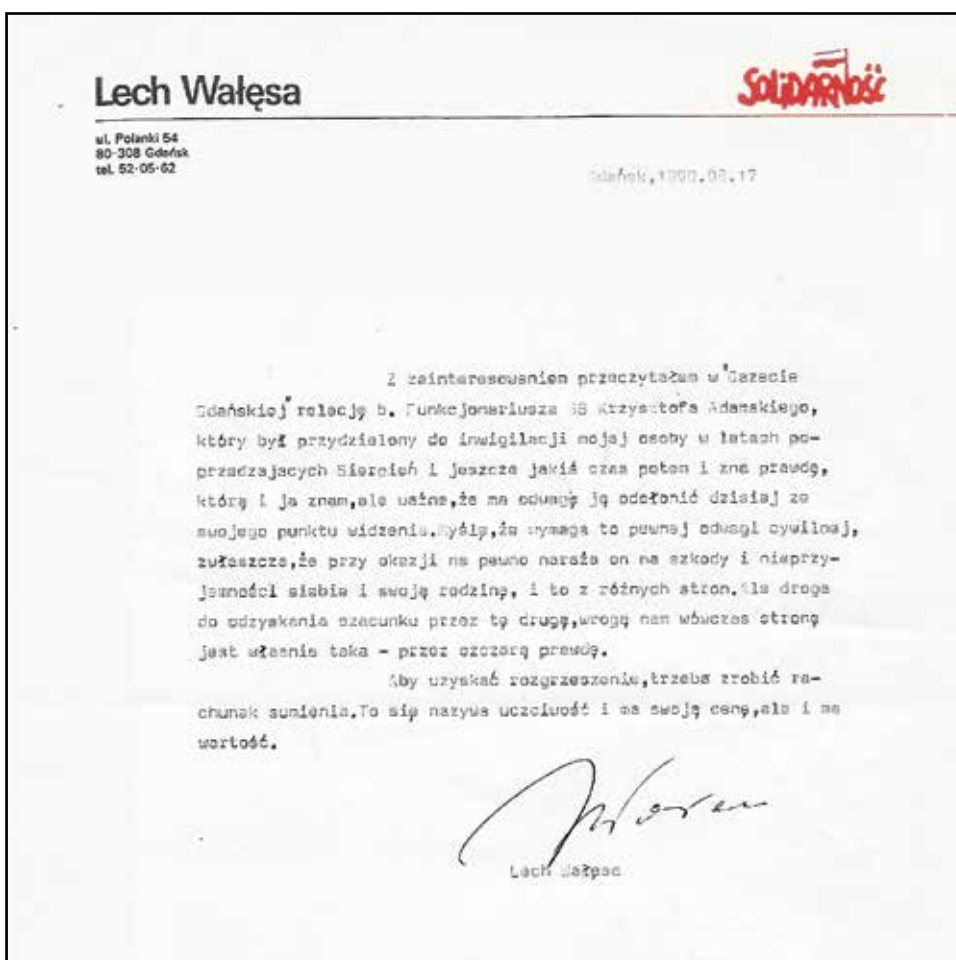 Lech Wałęsa
SOLIDARNOŚĆ
ul. Polanki 54
80-308 Gdańsk
tel. 52-05-62
Gdańsk,1990.08.17
Z zainteresowaniem przeczytałem w "Gazecie
Gdańskiej" relację b. Funkcjonariusza SB Krzysztofa Adamskiego,
który był przydzielony do inwigilacji mojej osoby w latach po-
przedzajacych Sierpień i jeszcze jakiś czas potem i zna prawdę,
którą i ja znam,ale ważne,że ma odwagę ją odsłonić dzisiaj ze
swojego punktu widzenia.Myślę,że wymaga to pewnej odwagi cywilnej,
zwłaszcza,że przy okazji na pewno naraża on na szkody i nieprzy-
jemności siebie i swoją rodzinę, i to z różnych stron.Ale droga
do odzyskania szacunku przez tę drugą,wrogą nam wówczas stronę
jest właśnie taka - przez szczerą prawdę.
Aby uzyskać rozgrzeszenie,trzeba zrobić ra-
chunek sumienia.To się nazywa uczciwość i ma swoją cenę,ale i ma
wartość.
Lech Wałęsa